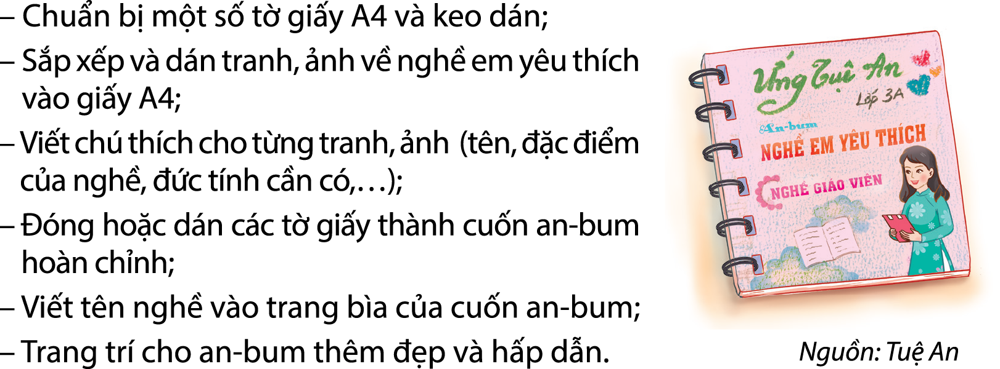 – Chuẩn bị một số tờ giấy A4 và keo dán;
– Sắp xếp và dán tranh, ảnh về nghề em yêu thích
vào giấy A4;
– Viết chú thích cho từng tranh, ảnh (tên, đặc điểm
của nghề, đức tính cần có,…);
– Đóng hoặc dán các tờ giấy thành cuốn an-bum
hoàn chỉnh;
– Viết tên nghề vào trang bìa của cuốn an-bum;
– Trang trí cho an-bum thêm đẹp và hấp dẫn.
Ứng Tuệ An
Lớp 3A
An-bum
NGHỀ EM YÊU THÍCH
NGHỀ GIÁO VIÊN
Nguồn: Tuệ An